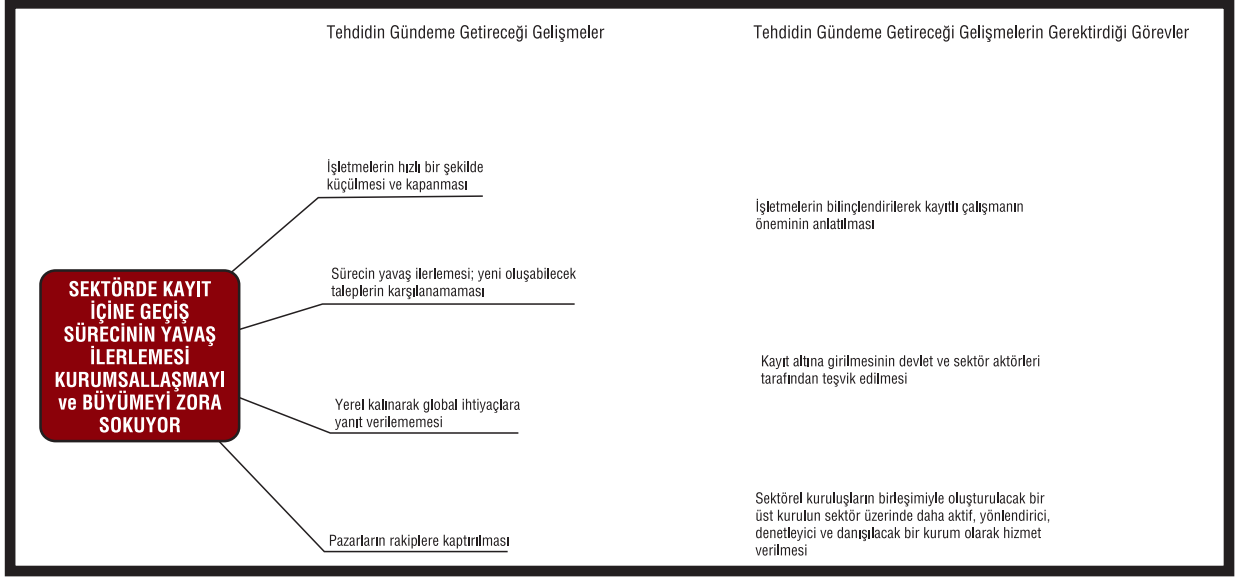 Tehdidin Gündeme Getireceği Gelişmeler
Tehdidin Gündeme Getireceği Gelişmelerin Gerektirdiği Görevler
SEKTÖRDE KAYIT
İÇİNE GEÇİŞ
SÜRECİNİN YAVAŞ
İLERLEMESİ
KURUMSALLAŞMAYI
ve BÜYÜMEYİ ZORA
SOKUYOR
İşletmelerin hızlı bir şekilde
küçülmesi ve kapanması
Sürecin yavaş ilerlemesi; yeni oluşabilecek
taleplerin karşılanamaması
Yerel kalınarak global ihtiyaçlara
yanıt verilememesi
Pazarların rakiplere kaptırılması
İşletmelerin bilinçlendirilerek kayıtlı çalışmanın
öneminin anlatılması
Kayıt altına girilmesinin devlet ve sektör aktörleri
tarafından teşvik edilmesi
Sektörel kuruluşların birleşimiyle oluşturulacak bir
üst kurulun sektör üzerinde daha aktif, yönlendirici,
denetleyici ve danışılacak bir kurum olarak hizmet
verilmesi